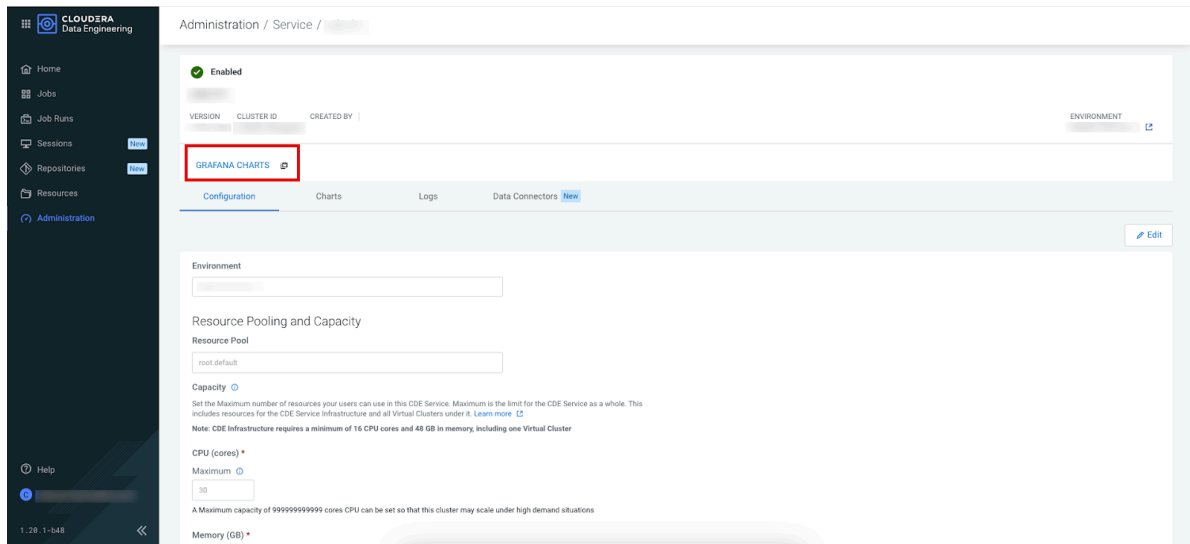 CLOUDERA
Data Engineering
Administration / Service /
Home
Jobs
Job Runs
Sessions New
Repositories New
Resources
Administration
Help
C
1.20.1-b48
Enabled
VERSION CLUSTER ID CREATED BY ENVIRONMENT
GRAFANA CHARTS
Configuration Charts Logs Data Connectors New
Edit
Environment
Resource Pooling and Capacity
Resource Pool
root.default
Capacity
Set the Maximum number of resources your users can use in this CDE Service. Maximum is the limit for the CDE Service as a whole. This
includes resources for the CDE Service Infrastructure and all Virtual Clusters under it. Learn more
Note: CDE Infrastructure requires a minimum of 16 CPU cores and 48 GB in memory, including one Virtual Cluster
CPU (cores) *
Maximum
30
A Maximum capacity of 999999999999 cores CPU can be set so that this cluster may scale under high demand situations
Memory (GB) *